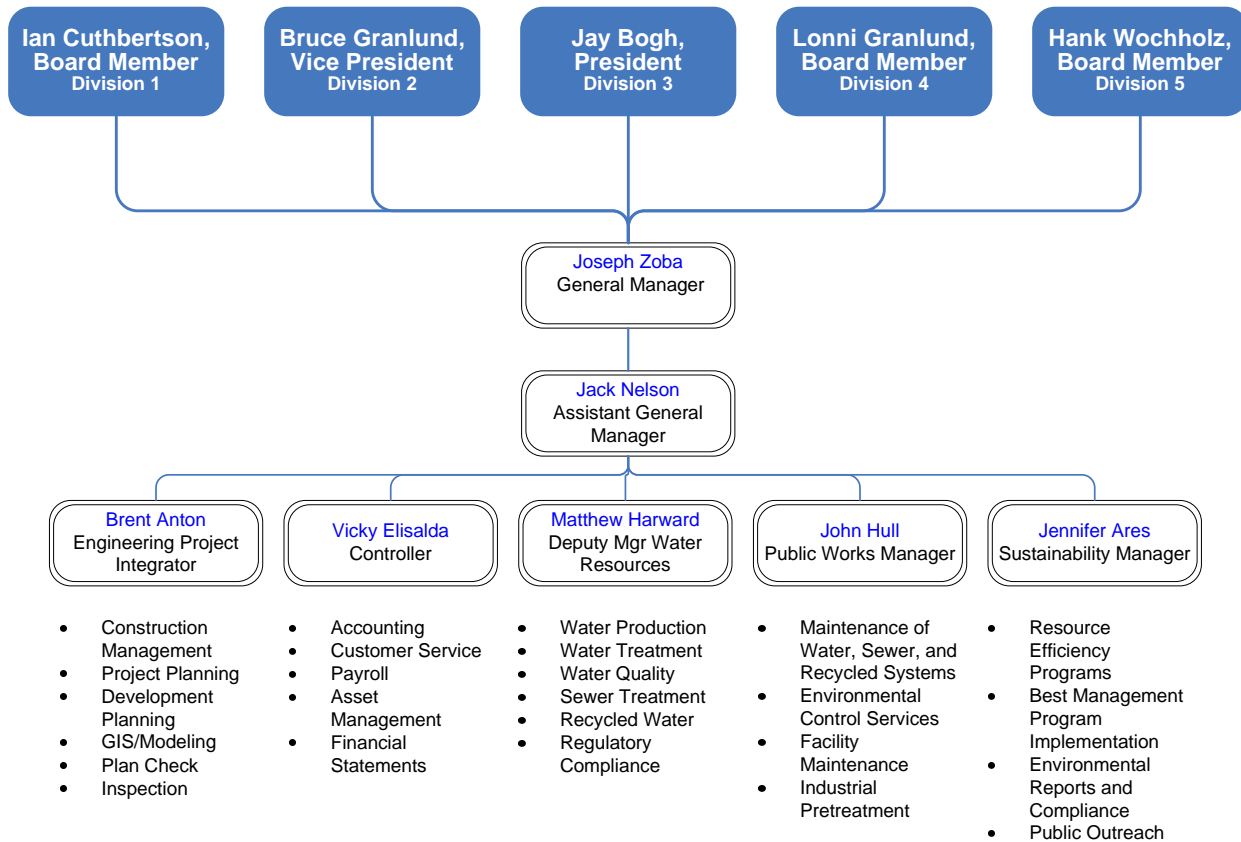 Ian Cuthbertson,
Board Member
Division 1
Bruce Granlund,
Vice President
Division 2
Jay Bogh,
President
Division 3
Lonni Granlund,
Board Member
Division 4
Hank Wochholz,
Board Member
Division 5
Joseph Zoba
General Manager
Jack Nelson
Assistant General
Manager
Brent Anton
Engineering Project
Integrator
Vicky Elisalda
Controller
Matthew Harward
Deputy Mgr Water
Resources
John Hull
Public Works Manager
Jennifer Ares
Sustainability Manager
• Construction
Management
• Project Planning
• Development
Planning
• GIS/Modeling
• Plan Check
• Inspection
• Accounting
• Customer Service
• Payroll
• Asset
Management
• Financial
Statements
• Water Production
• Water Treatment
• Water Quality
• Sewer Treatment
• Recycled Water
• Regulatory
Compliance
• Maintenance of
Water, Sewer, and
Recycled Systems
• Environmental
Control Services
• Facility
Maintenance
• Industrial
Pretreatment
• Resource
Efficiency
Programs
• Best Management
Program
Implementation
• Environmental
Reports and
Compliance
• Public Outreach